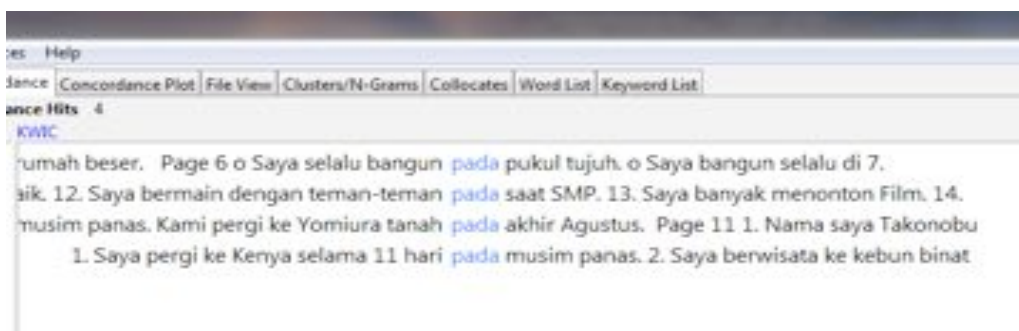 es Help
dance Concordance Plot File View Clusters/N-Grams Collocates Word List Keyword List
ance Hits 4
KWIC
rumah beser. Page 6 o Saya selalu bangun pada pukul tujuh. o Saya bangun selalu di 7.
aik. 12. Saya bermain dengan teman-teman pada saat SMP. 13. Saya banyak menonton Film. 14.
musim panas. Kami pergi ke Yomiura tanah pada akhir Agustus. Page 11 1. Nama saya Takonobu
1. Saya pergi ke Kenya selama 11 hari pada musim panas. 2. Saya berwisata ke kebun binat